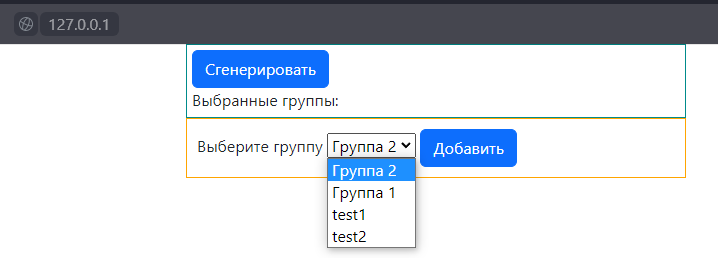 127.0.0.1
Сгенерировать
Выбранные группы:
Выберите группу Группа 2 Добавить
Группа 2
Группа 1
test1
test2